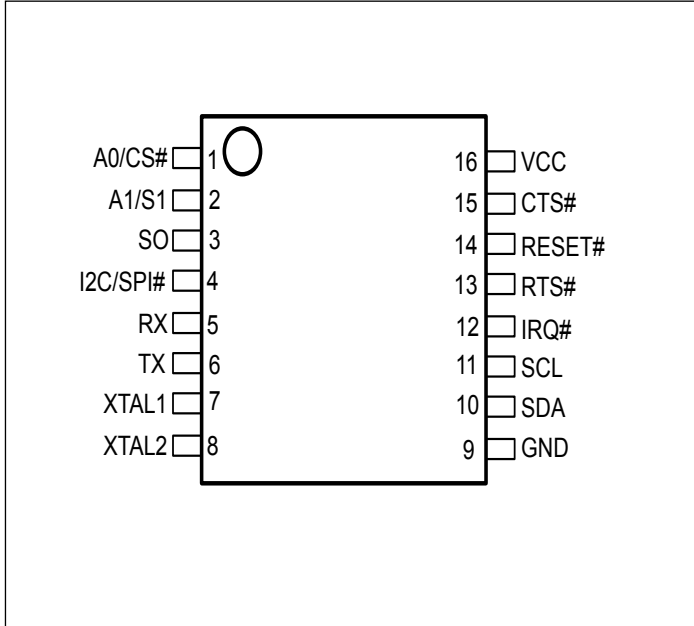 A0/CS# 1 16 VCC
A1/S1 2 15 CTS#
SO 3 14 RESET#
I2C/SPI# 4 13 RTS#
RX 5 12 IRQ#
TX 6 11 SCL
XTAL1 7 10 SDA
XTAL2 8 9 GND